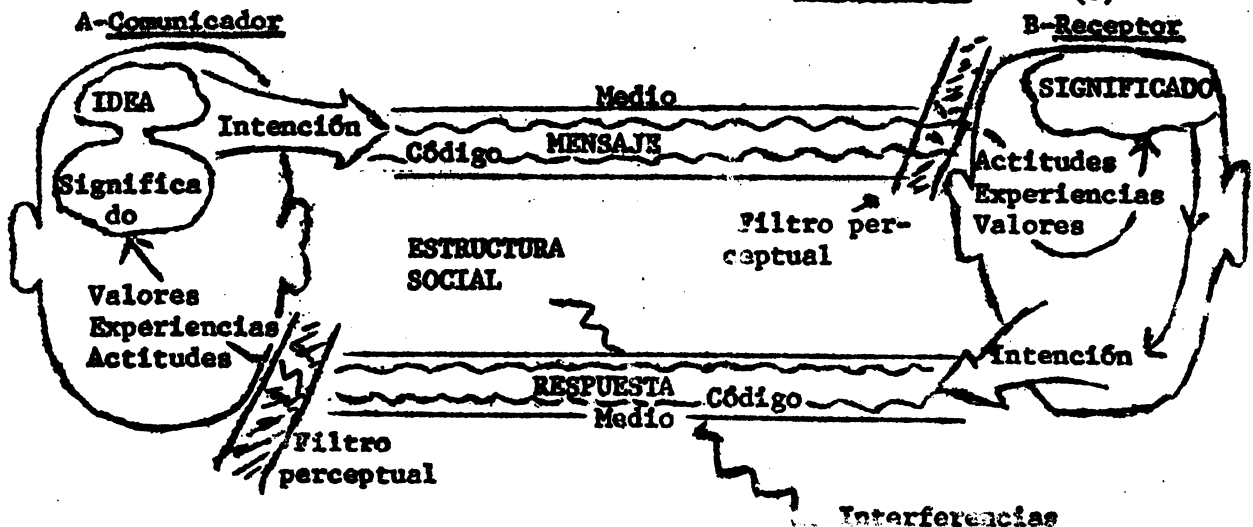 A-Comunicador
B-Receptor
IDEA
Intención
Significa
do
Valores
Experiencias
Actitudes
Medio
MENSAJE
Código
Filtro per-
ceptual
SIGNIFICADO
Actitudes
Experiencias
Valores
Intención
ESTRUCTURA
SOCIAL
RESPUESTA
Código
Medio
Filtro
perceptual
Interferencias